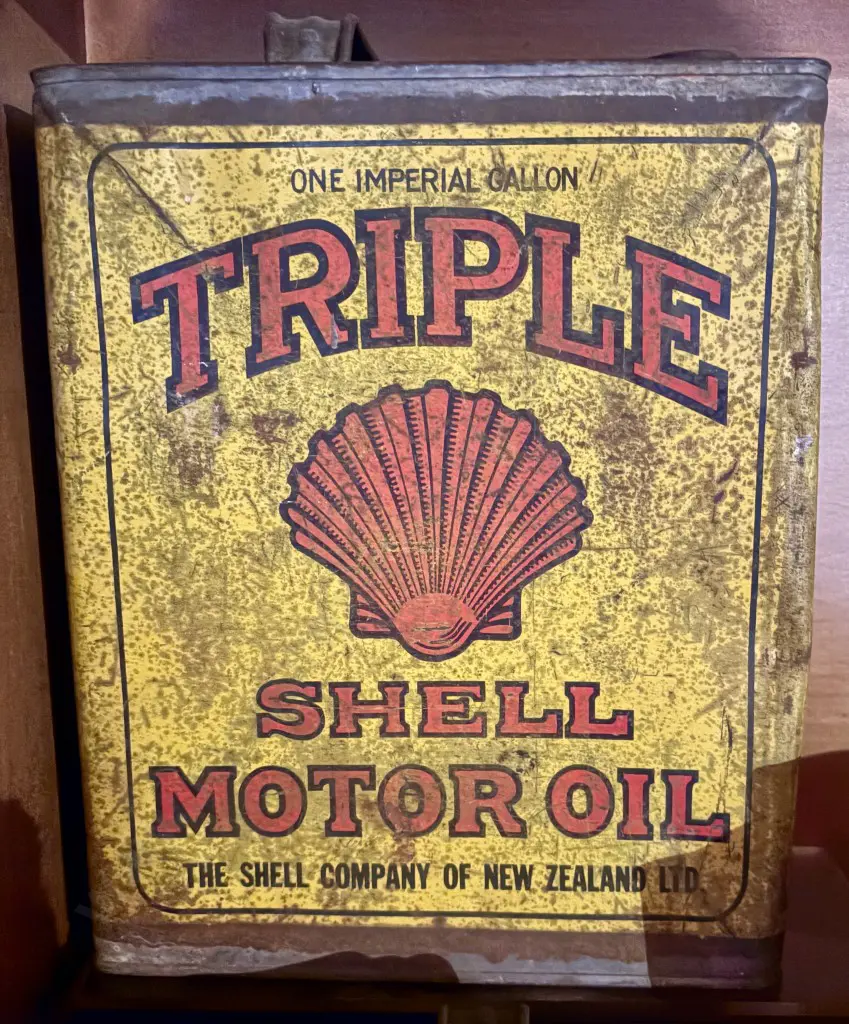 ONE IMPERIAL GALLON
TRIPLE
SHELL
MOTOR OIL
THE SHELL COMPANY OF NEW ZEALAND LTD.